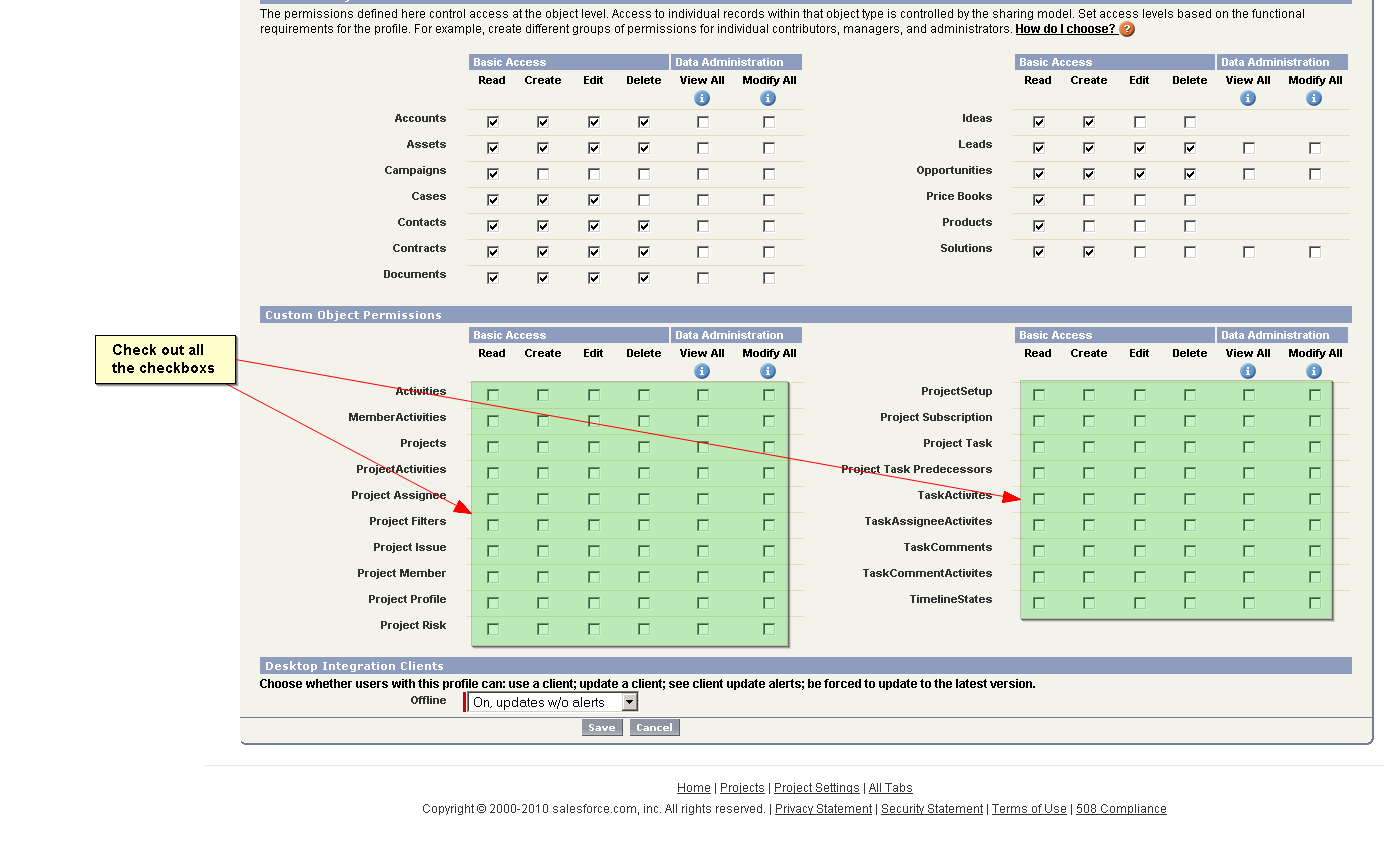 The permissions defined here control access at the object level. Access to individual records within that object type is controlled by the sharing model. Set access levels based on the functional
requirements for the profile. For example, create different groups of permissions for individual contributors, managers, and administrators. How do I choose? ?
Basic Access Data Administration Basic Access Data Administration
Read Create Edit Delete View All Modify All Read Create Edit Delete View All Modify All
i i i i
Accounts Ideas
Assets Leads
Campaigns Opportunities
Cases Price Books
Contacts Products
Contracts Solutions
Documents
Custom Object Permissions
Basic Access Data Administration Basic Access Data Administration
Check out all
the checkboxs
Read Create Edit Delete View All Modify All Read Create Edit Delete View All Modify All
i i i i
Activities ProjectSetup
MemberActivities Project Subscription
Projects Project Task
ProjectActivities Project Task Predecessors
Project Assignee TaskActivites
Project Filters TaskAssigneeActivites
Project Issue TaskComments
Project Member TaskCommentActivites
Project Profile TimelineStates
Project Risk
Desktop Integration Clients
Choose whether users with this profile can: use a client; update a client; see client update alerts; be forced to update to the latest version.
Offline On, updates w/o alerts
Save Cancel
Home | Projects | Project Settings | All Tabs
Copyright © 2000-2010 salesforce.com, inc. All rights reserved. | Privacy Statement | Security Statement | Terms of Use | 508 Compliance